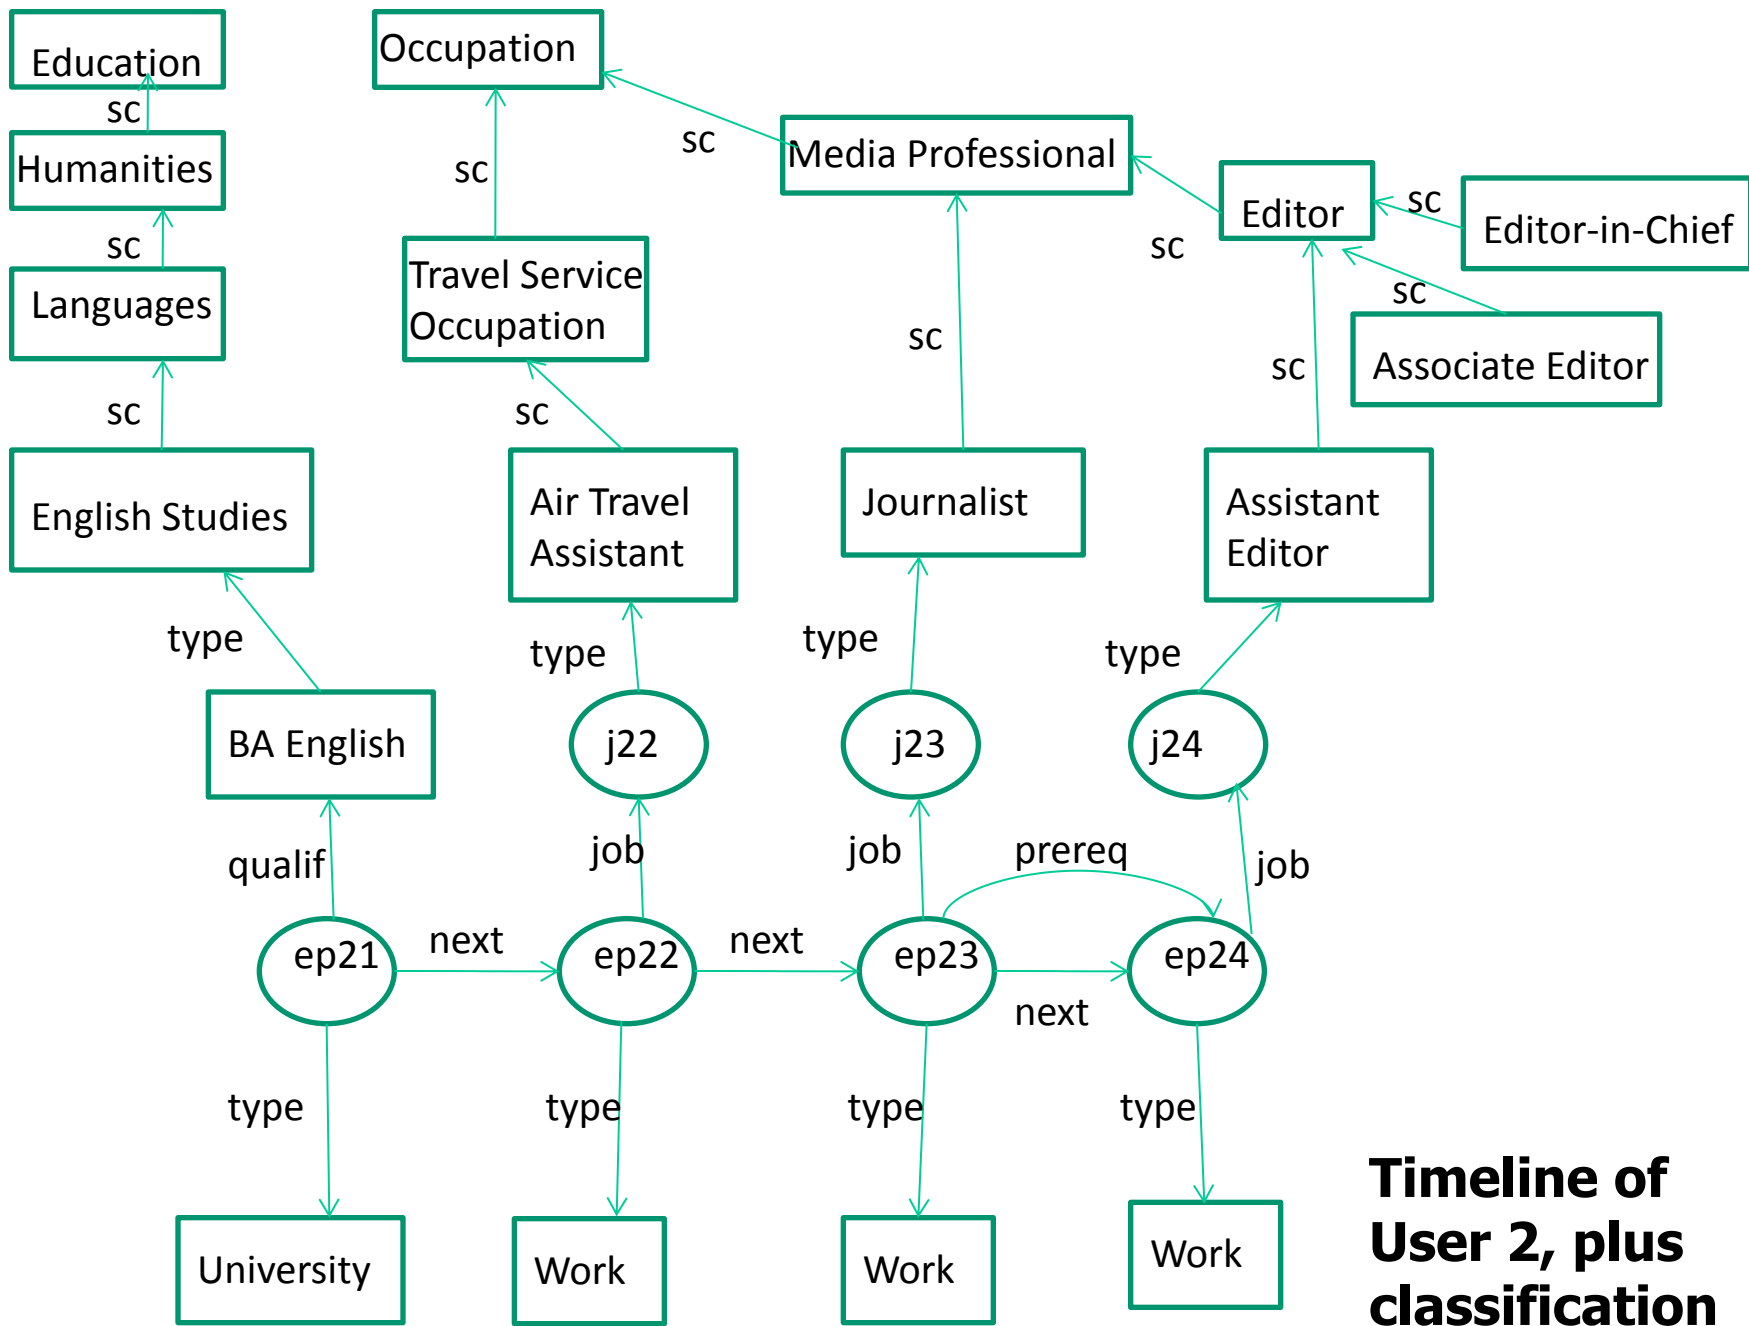 Education
Occupation
sc
sc
Media Professional
Humanities
sc
Editor
sc
Editor-in-Chief
sc
sc
Travel Service
Occupation
Languages
sc
sc
Associate Editor
sc
sc
sc
English Studies
Air Travel
Assistant
Journalist
Assistant
Editor
type
type
type
type
BA English
j22
j23
j24
qualif
job
job
prereq
job
ep21
next
ep22
next
ep23
next
ep24
type
type
type
type
University
Work
Work
Work
Timeline of
User 2, plus
classification